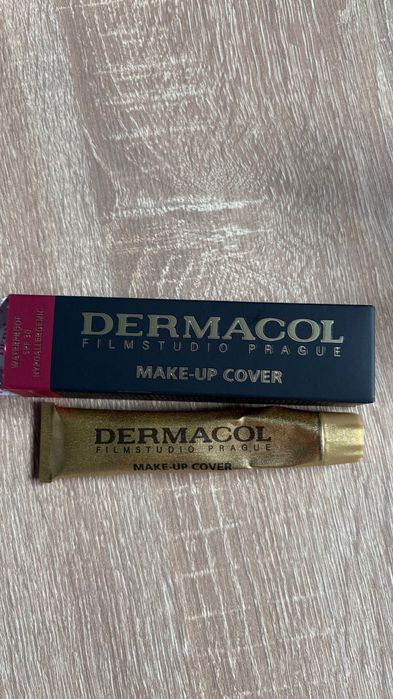 WATERPROOF
SPF 30
HYPOALLERGENIC
DERMACOL
FILMSTUDIO PRAGUE
MAKE-UP COVER
DERMACOL
FILMSTUDIO PRAGUE
MAKE-UP COVER